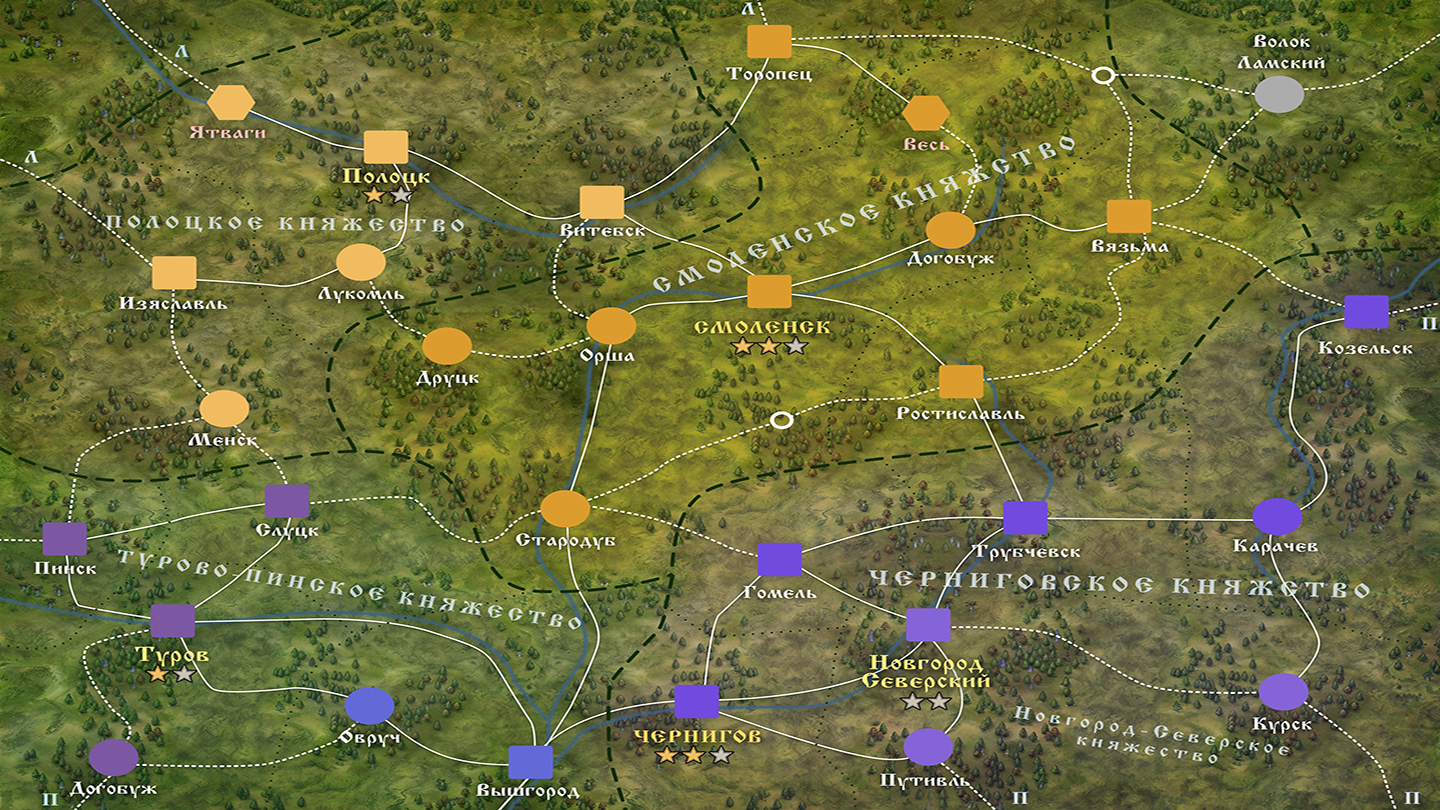 Л
Л
Волок
Ламский
Торопец
Ятваги
Весь
Л
Полоцк
ПОЛОЦКОЕ КНЯЖЕСТВО
Витебск
СМОЛЕНСКОЕ КНЯЖЕСТВО
Вязьма
Догобуж
Лукомль
Изяславль
СМОЛЕНСК
П
Козельск
Орша
Друцк
Ростиславль
Менск
Слуцк
Стародуб
Трубчевск
Карачев
Пинск
ТУРОВО-ПИНСКОЕ КНЯЖЕСТВО
ЧЕРНИГОВСКОЕ КНЯЖЕСТВО
Гомель
Туров
Новгород
Северский
Новгород-Северское
княжество
Курск
Овруч
ЧЕРНИГОВ
Путивль
Догобуж
Вышгород
П
П
П